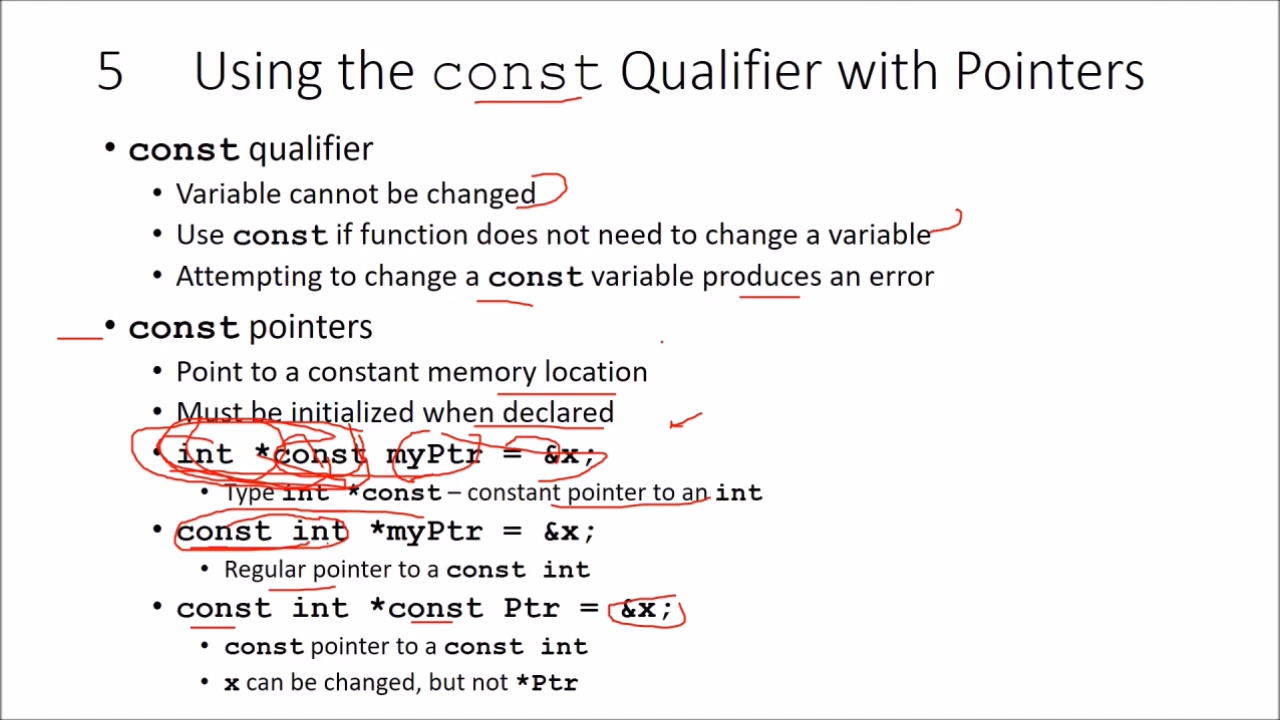 5 Using the const Qualifier with Pointers
• const qualifier
• Variable cannot be changed
• Use const if function does not need to change a variable
• Attempting to change a const variable produces an error
• const pointers
• Point to a constant memory location
• Must be initialized when declared
• int *const myPtr = &x;
• Type int *const – constant pointer to an int
• const int *myPtr = &x;
• Regular pointer to a const int
• const int *const Ptr = &x;
• const pointer to a const int
• x can be changed, but not *Ptr